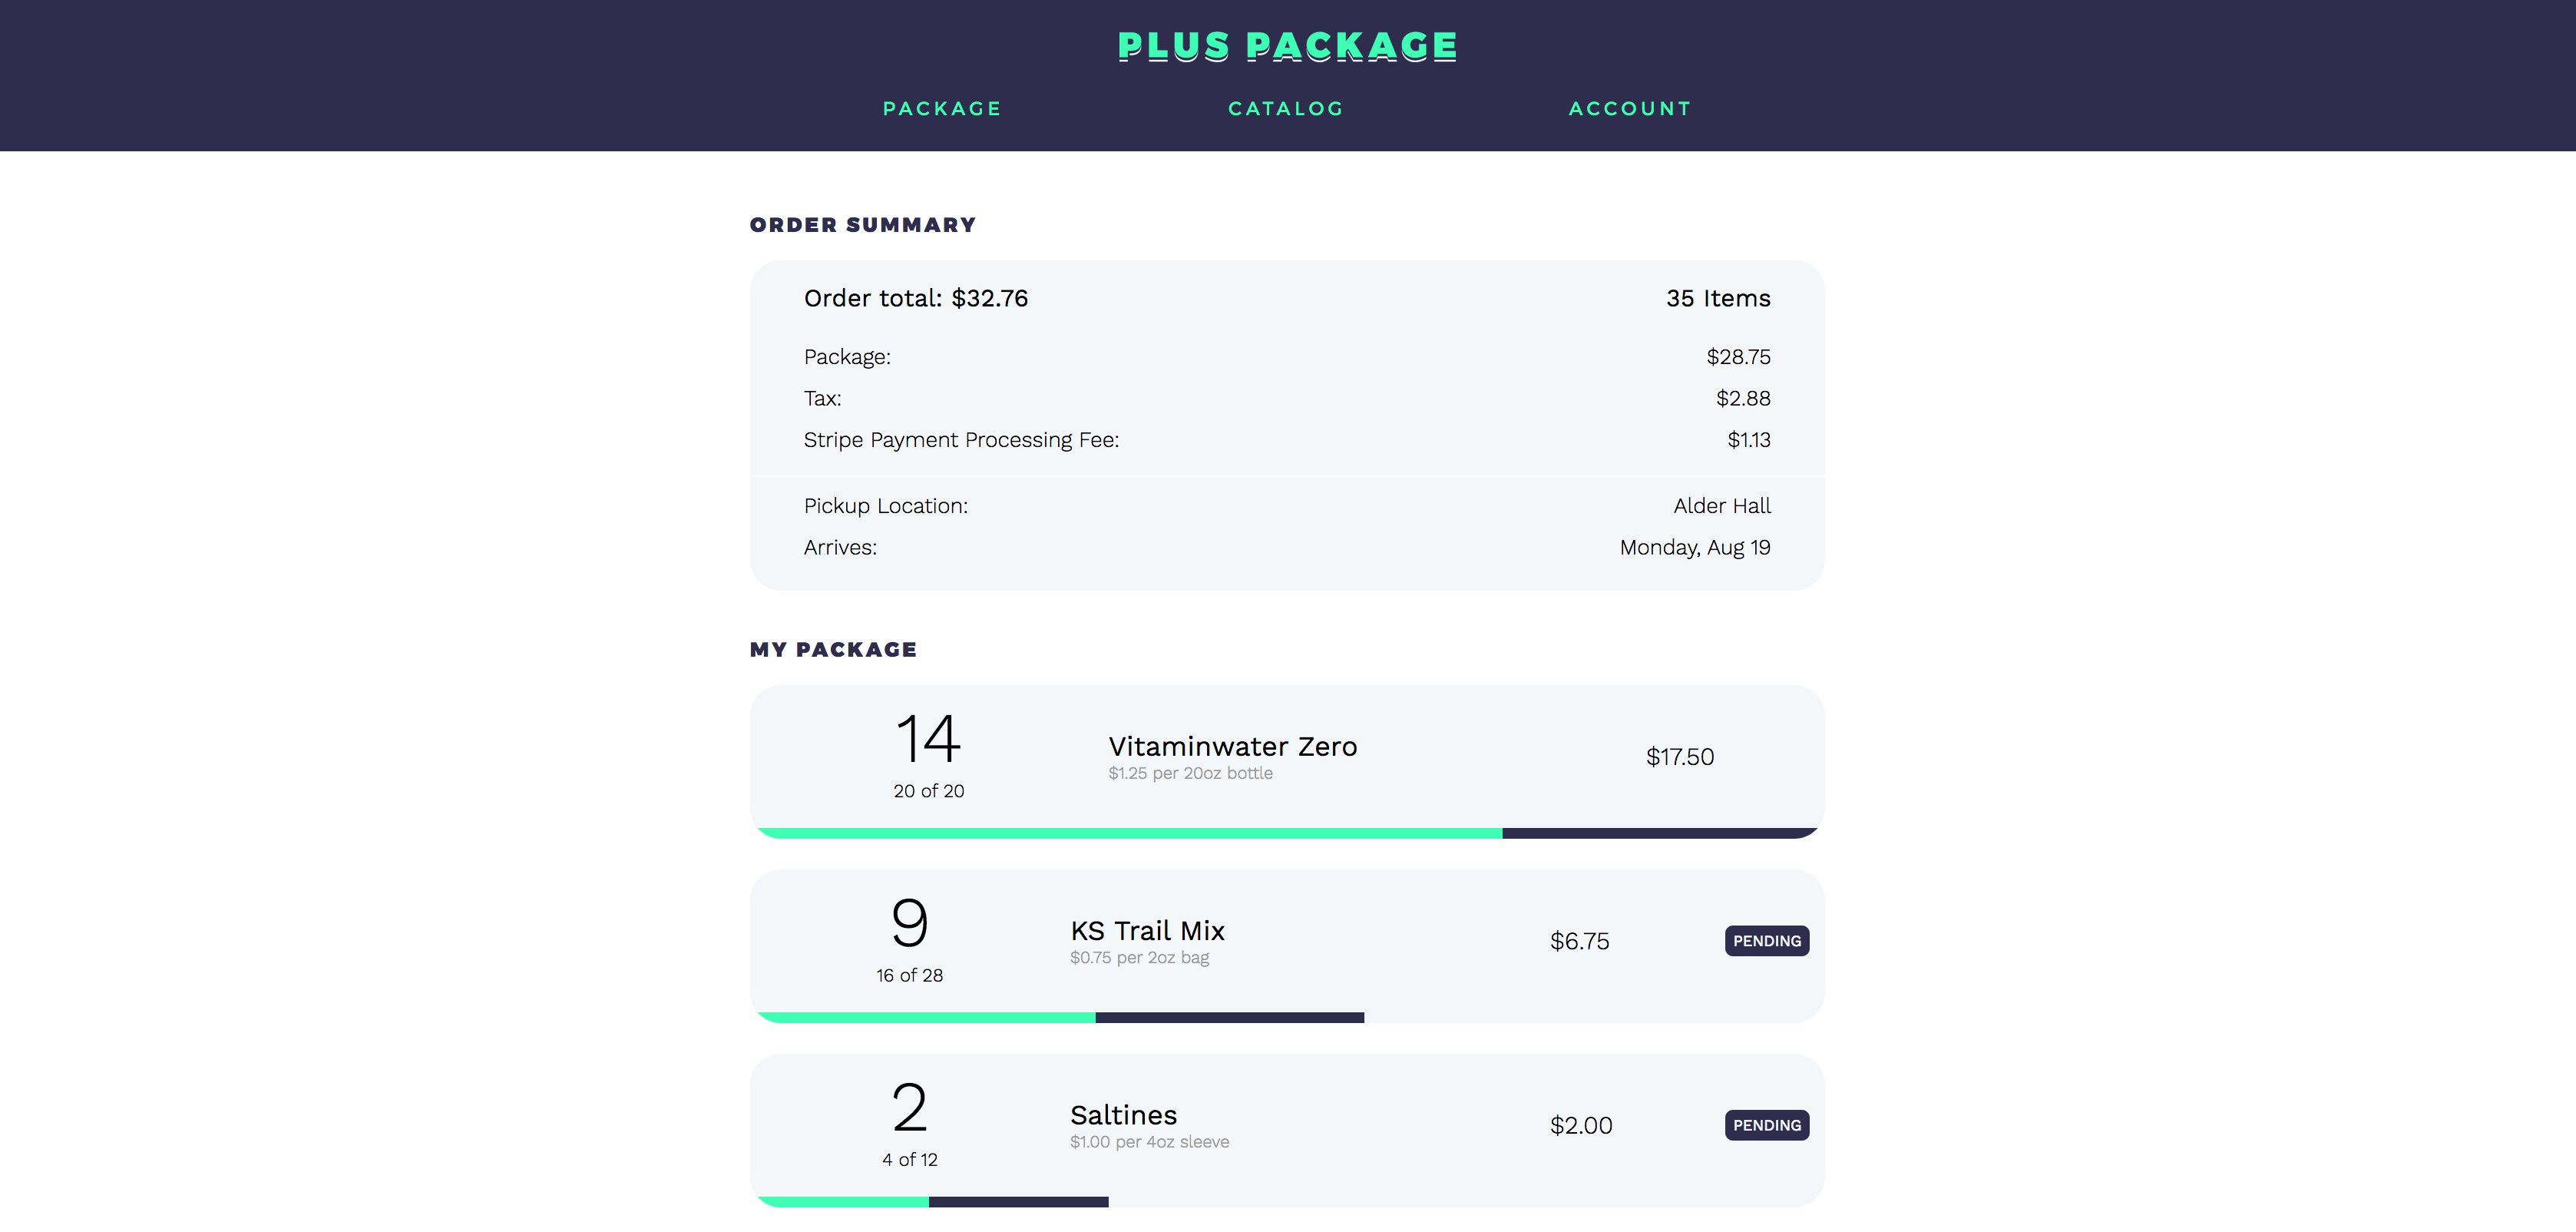 PLUS PACKAGE
PACKAGE CATALOG ACCOUNT
ORDER SUMMARY
Order total: $32.76 35 Items
Package: $28.75
Tax: $2.88
Stripe Payment Processing Fee: $1.13
Pickup Location: Alder Hall
Arrives: Monday, Aug 19
MY PACKAGE
14
20 of 20
Vitaminwater Zero
$1.25 per 20oz bottle
$17.50
9
16 of 28
KS Trail Mix
$0.75 per 2oz bag
$6.75
PENDING
2
4 of 12
Saltines
$1.00 per 4oz sleeve
$2.00
PENDING